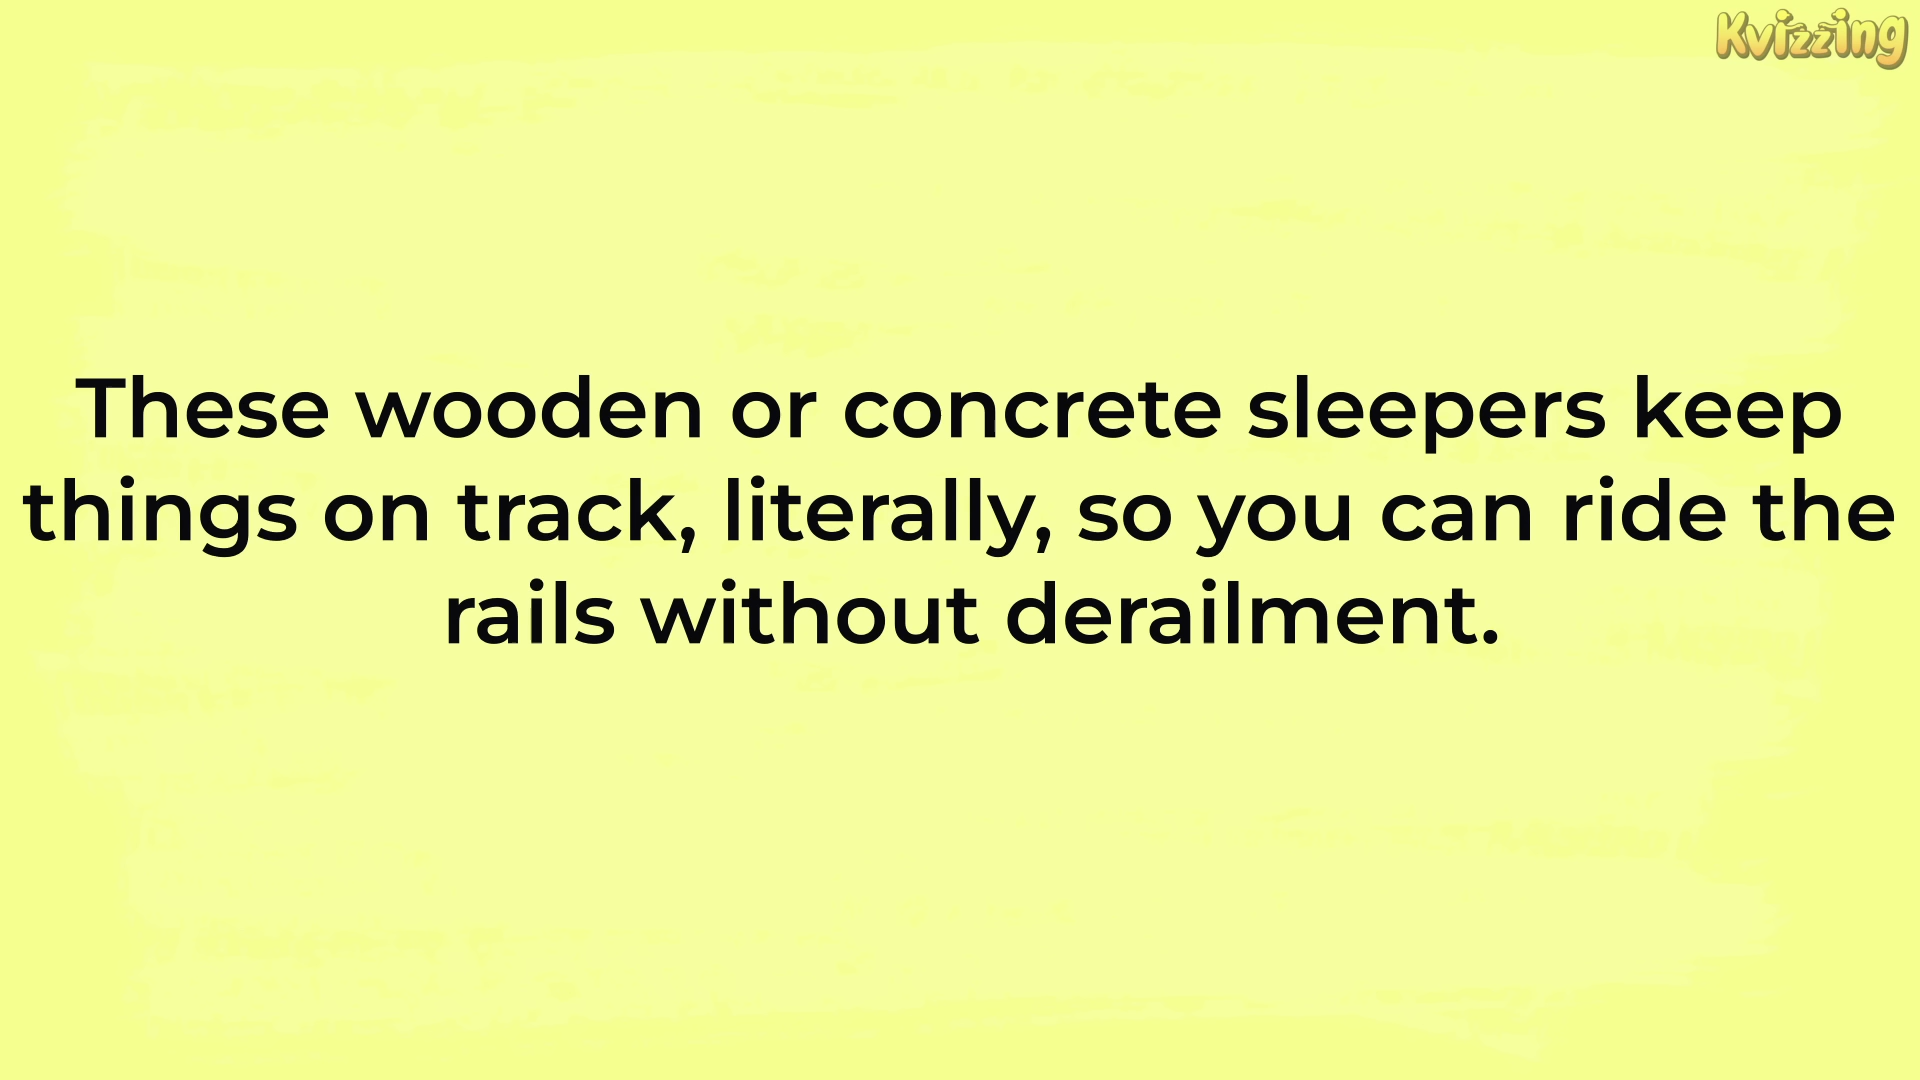 Kvizzing
These wooden or concrete sleepers keep
things on track, literally, so you can ride the
rails without derailment.